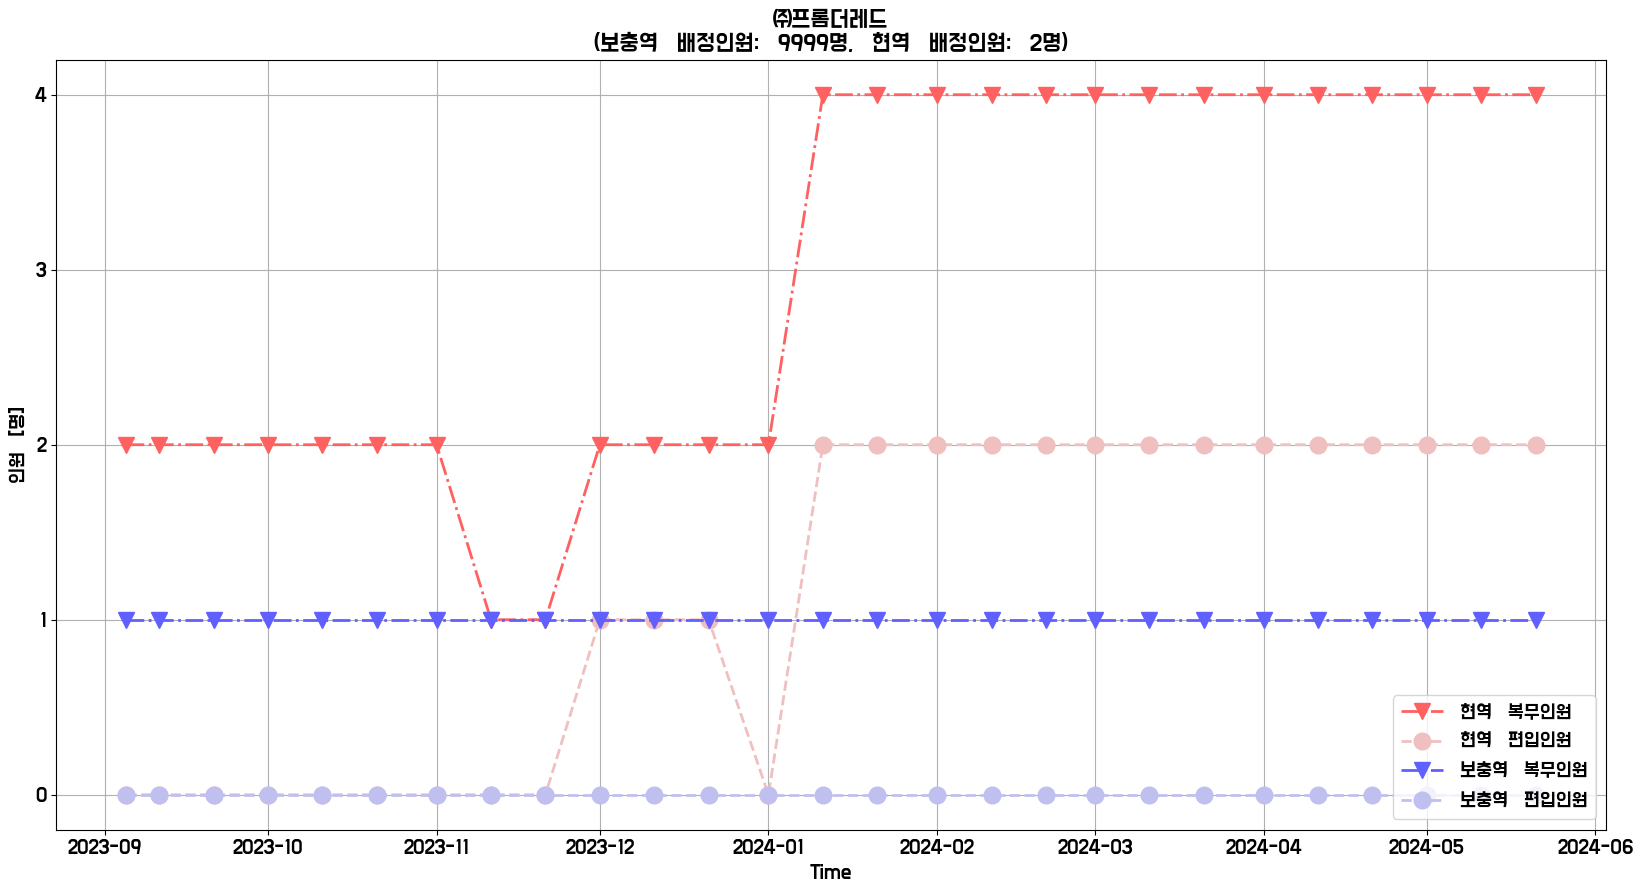 ㈜프롬더레드
(보충역 배정인원: 9999명, 현역 배정인원: 2명)
4
3
2
1
0
인원 [명]
2023-09 2023-10 2023-11 2023-12 2024-01 2024-02 2024-03 2024-04 2024-05 2024-06
Time
현역 복무인원
현역 편입인원
보충역 복무인원
보충역 편입인원